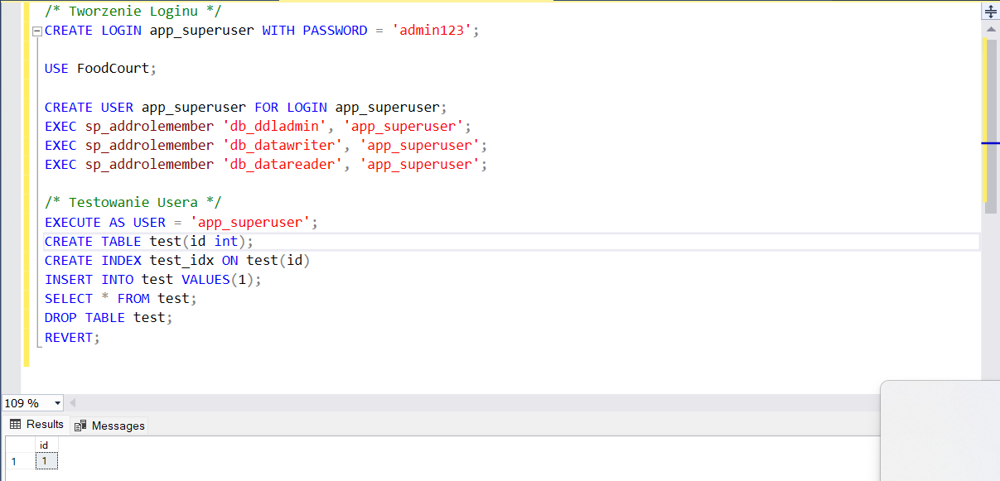 /* Tworzenie Loginu */
CREATE LOGIN app_superuser WITH PASSWORD = 'admin123';
USE FoodCourt;
CREATE USER app_superuser FOR LOGIN app_superuser;
EXEC sp_addrolemember 'db_ddladmin', 'app_superuser';
EXEC sp_addrolemember 'db_datawriter', 'app_superuser';
EXEC sp_addrolemember 'db_datareader', 'app_superuser';
/* Testowanie Usera */
EXECUTE AS USER = 'app_superuser';
CREATE TABLE test(id int);
CREATE INDEX test_idx ON test(id)
INSERT INTO test VALUES(1);
SELECT * FROM test;
DROP TABLE test;
REVERT;
109 %
Results Messages
id
1 1